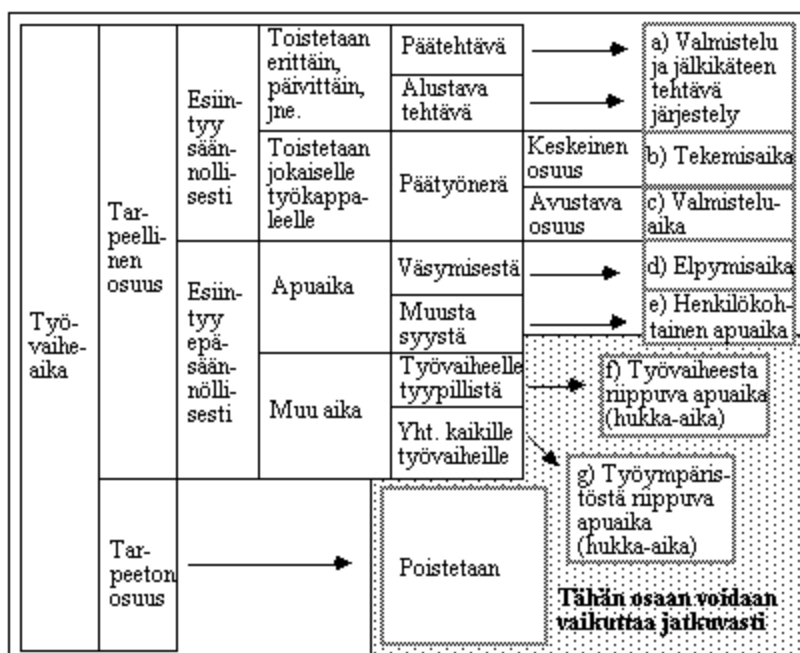 Työ-
vaihe-
aika
Tar-
peelli-
nen
osuus
Esiin-
tyy
sään-
nolli-
sesti
Toistetaan
erittäin,
päivittäin,
jne.
Päätehtävä
Alustava
tehtävä
a) Valmistelu
ja jälkikäteen
tehtävä
järjestely
Toistetaan
jokaiselle
työkappa-
leelle
Päätyönerä
Keskeinen
osuus
b) Tekemisaika
Avustava
osuus
c) Valmistelu-
aika
Esiin-
tyy
epä-
sään-
nölli-
sesti
Apuaika
Väsymisestä
d) Elpymisaika
Muusta
syystä
e) Henkilökoh-
tainen apuaika
Muu aika
Työvaiheelle
tyypillistä
f) Työvaiheesta
riippuva apuaika
(hukka-aika)
Yht. kaikille
työvaiheille
g) Työympäris-
töstä riippuva
apuaika
(hukka-aika)
Tar-
peeton
osuus
Poistetaan
Tähän osaan voidaan
vaikuttaa jatkuvasti